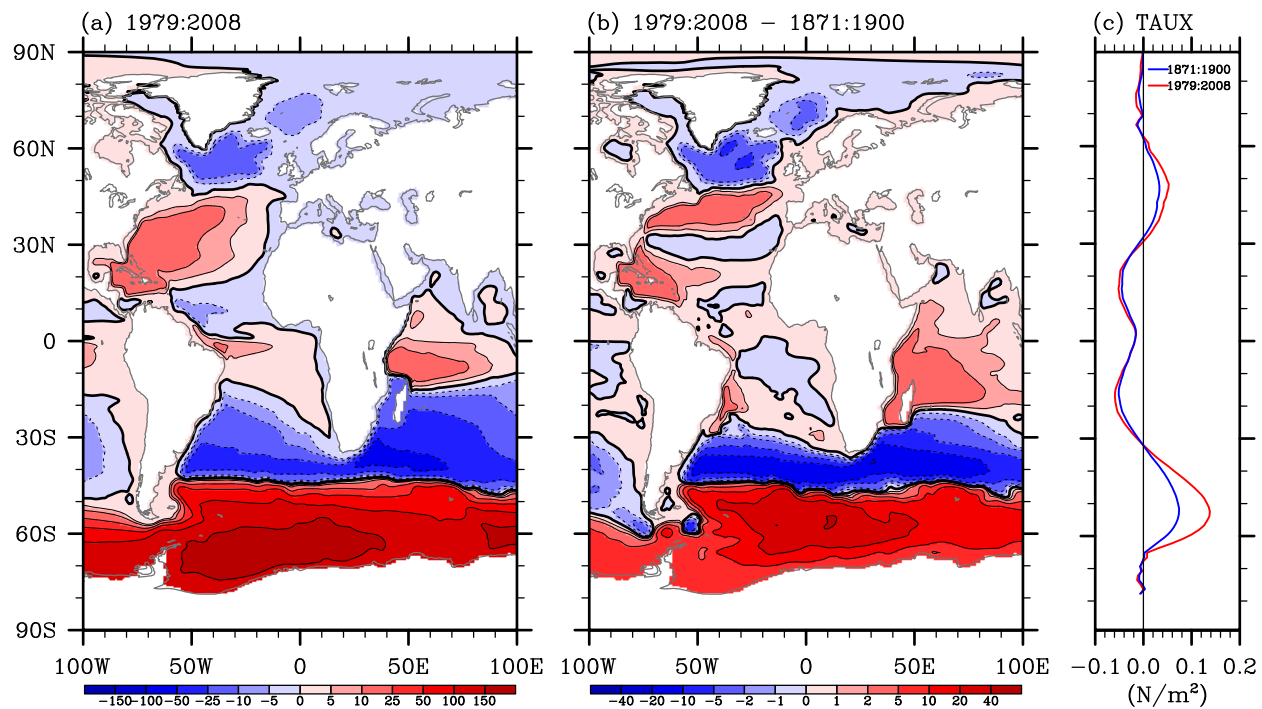 (a) 1979:2008
(b) 1979:2008 − 1871:1900
(c) TAUX
90N
60N
30N
0
30S
60S
90S
1871:1900
1979:2008
100W 50W 0 50E 100E
100W 50W 0 50E 100E
−0.1 0.0 0.1 0.2
(N/m²)
−150 −100 −50 −25 −10 −5 0 5 10 25 50 100 150
−40 −20 −10 −5 −2 −1 0 1 2 5 10 20 40